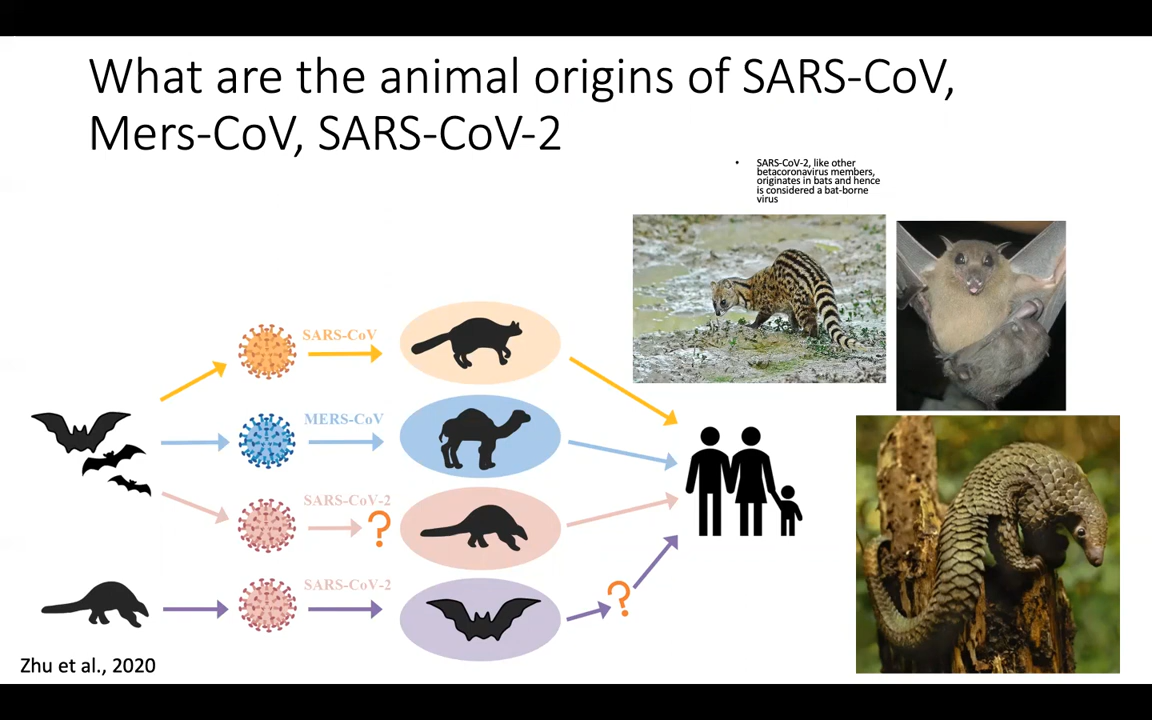 What are the animal origins of SARS-CoV,
Mers-CoV, SARS-CoV-2
• SARS-CoV-2, like other
betacoronavirus members,
originates in bats and hence
is considered a bat-borne
virus
SARS-CoV
MERS-CoV
SARS-CoV-2
?
SARS-CoV-2
?
Zhu et al., 2020